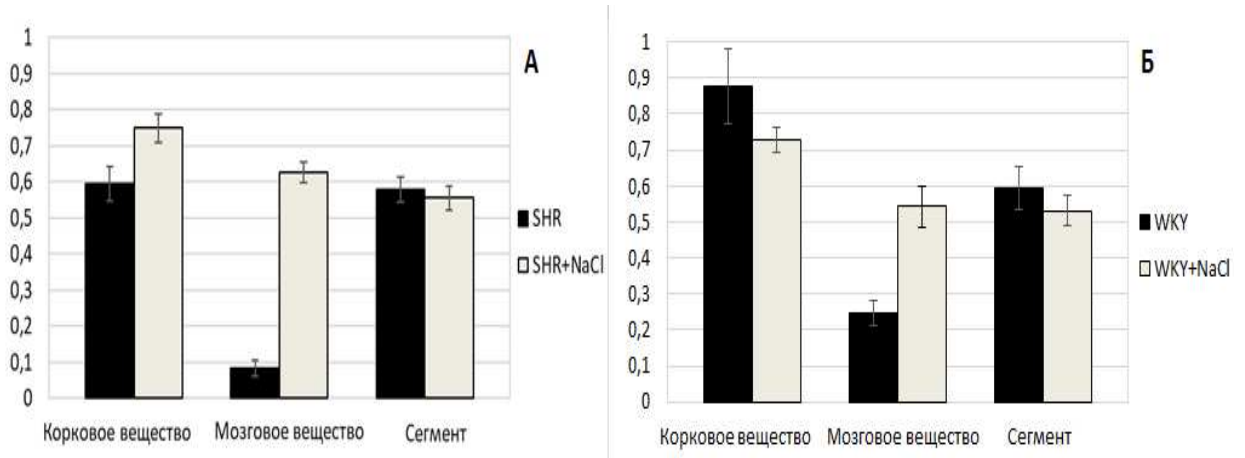 А
1
0,9
0,8
0,7
0,6
0,5
0,4
0,3
0,2
0,1
0
Корковое вещество Мозговое вещество Сегмент
SHR
SHR+NaCl
Б
1
0,9
0,8
0,7
0,6
0,5
0,4
0,3
0,2
0,1
0
Корковое вещество Мозговое вещество Сегмент
WKY
WKY+NaCl